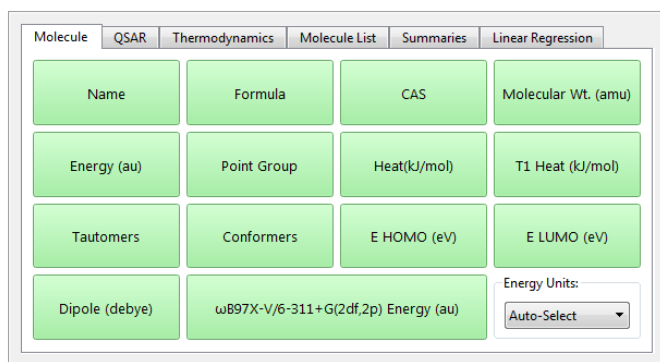 Molecule QSAR Thermodynamics Molecule List Summaries Linear Regression
Name Formula CAS Molecular Wt. (amu)
Energy (au) Point Group Heat(kJ/mol) T1 Heat (kJ/mol)
Tautomers Conformers E HOMO (eV) E LUMO (eV)
Energy Units:
Dipole (debye) ωB97X-V/6-311+G(2df,2p) Energy (au)
Auto-Select